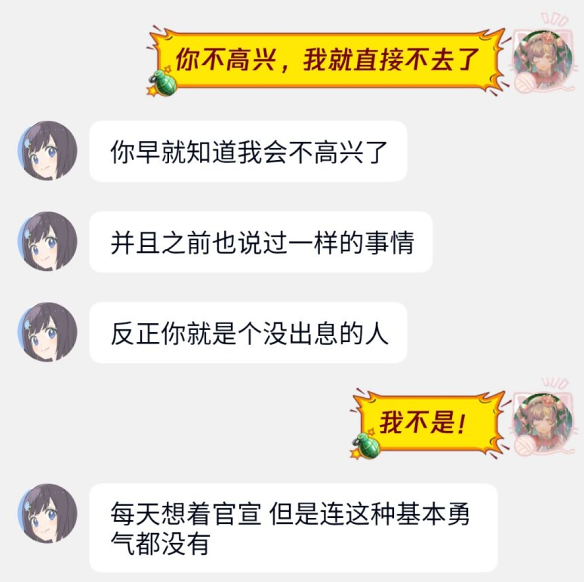 你不高兴，我就直接不去了
你早就知道我会不高兴了
并且之前也说过一样的事情
反正你就是个没出息的人
我不是!
每天想着官宣 但是连这种基本勇
气都没有